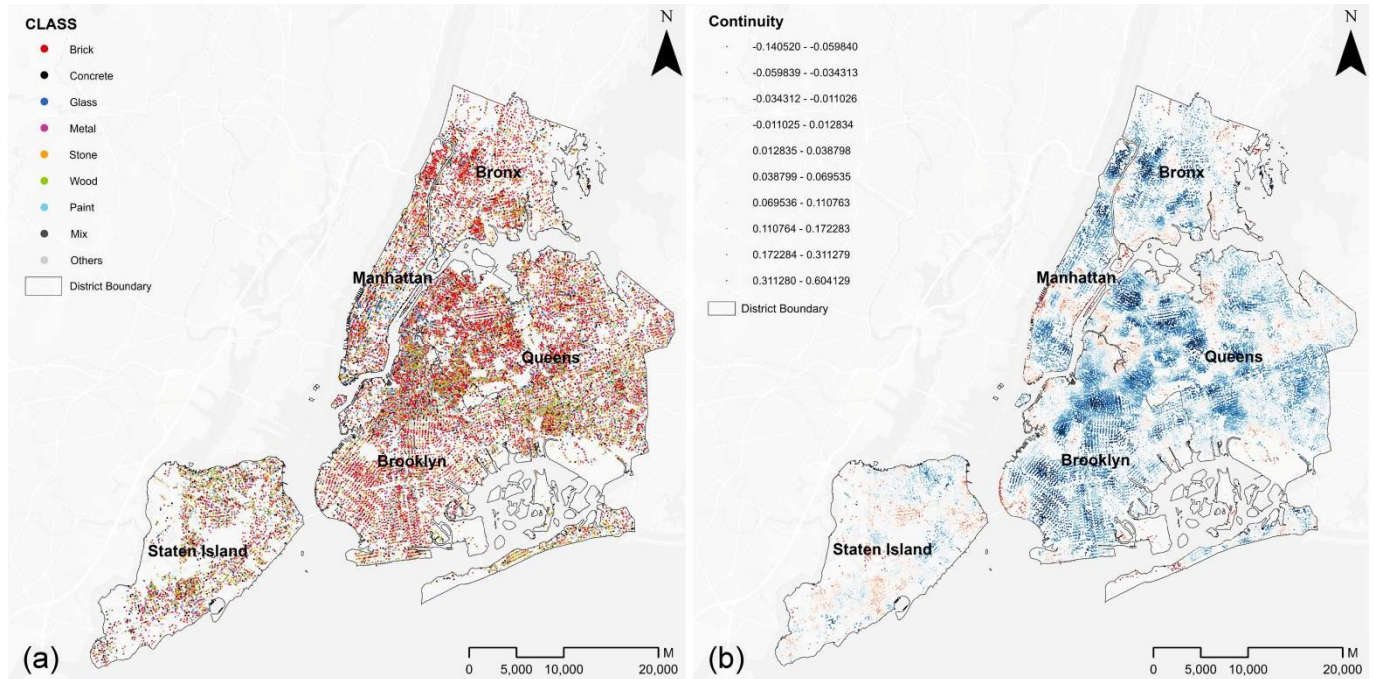 CLASS
Brick
Concrete
Glass
Metal
Stone
Wood
Paint
Mix
Others
District Boundary
N
Bronx
Manhattan
Queens
Brooklyn
Staten Island
(a)
0 5,000 10,000 20,000
M
Continuity
-0.140520 - -0.059840
-0.059839 - -0.034313
-0.034312 - -0.011026
-0.011025 - 0.012834
0.012835 - 0.038798
0.038799 - 0.069535
0.069536 - 0.110763
0.110764 - 0.172283
0.172284 - 0.311279
0.311280 - 0.604129
District Boundary
N
Bronx
Manhattan
Queens
Brooklyn
Staten Island
(b)
0 5,000 10,000 20,000
M